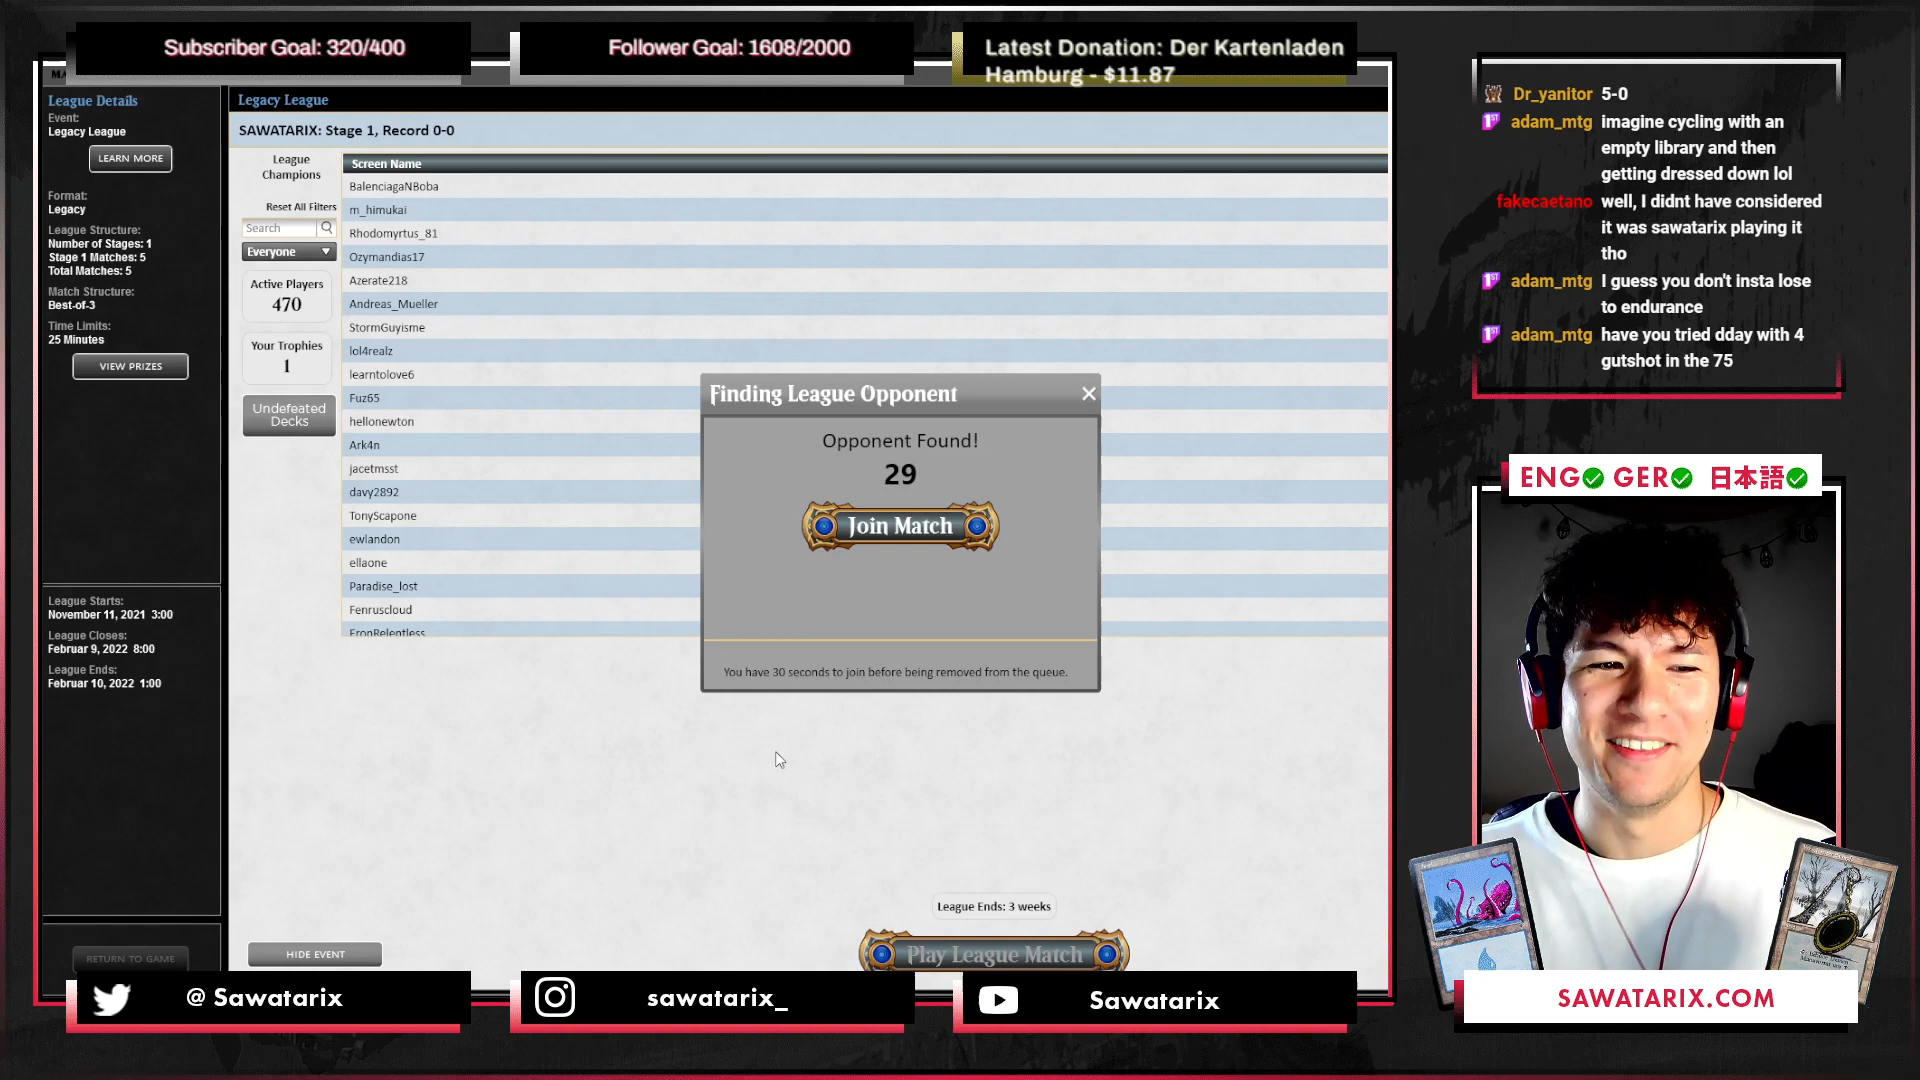 Subscriber Goal: 320/400
Follower Goal: 1608/2000
Latest Donation: Der Kartenladen
Hamburg - $11.87
League Details
Event:
Legacy League
LEARN MORE
Format:
Legacy
League Structure:
Number of Stages: 1
Stage 1 Matches: 5
Total Matches: 5
Match Structure:
Best-of-3
Time Limits:
25 Minutes
VIEW PRIZES
League Starts:
November 11, 2021 3:00
League Closes:
Februar 9, 2022 8:00
League Ends:
Februar 10, 2022 1:00
RETURN TO GAME
Legacy League
SAWATARIX: Stage 1, Record 0-0
League
Champions
Reset All Filters
Search
Everyone
Active Players
470
Your Trophies
1
Undefeated
Decks
HIDE EVENT
Screen Name
BalenciagaNBoba
m_himukai
Rhodomyrtus_81
Ozymandias17
Azerate218
Andreas_Mueller
StormGuyisme
lol4realz
learntolove6
Fuz65
hellonewton
Ark4n
jacetmsst
davy2892
TonyScapone
ewlandon
ellaone
Paradise_lost
Fenruscloud
EronRelentless
Finding League Opponent
Opponent Found!
29
Join Match
You have 30 seconds to join before being removed from the queue.
League Ends: 3 weeks
Play League Match
Dr_yanitor 5-0
adam_mtg imagine cycling with an
empty library and then
getting dressed down lol
fakecaetano well, I didnt have considered
it was sawatarix playing it
tho
adam_mtg I guess you don't insta lose
to endurance
adam_mtg have you tried dday with 4
gutshot in the 75
ENG GER 日本語
@ Sawatarix
sawatarix_
Sawatarix
SAWATARIX.COM